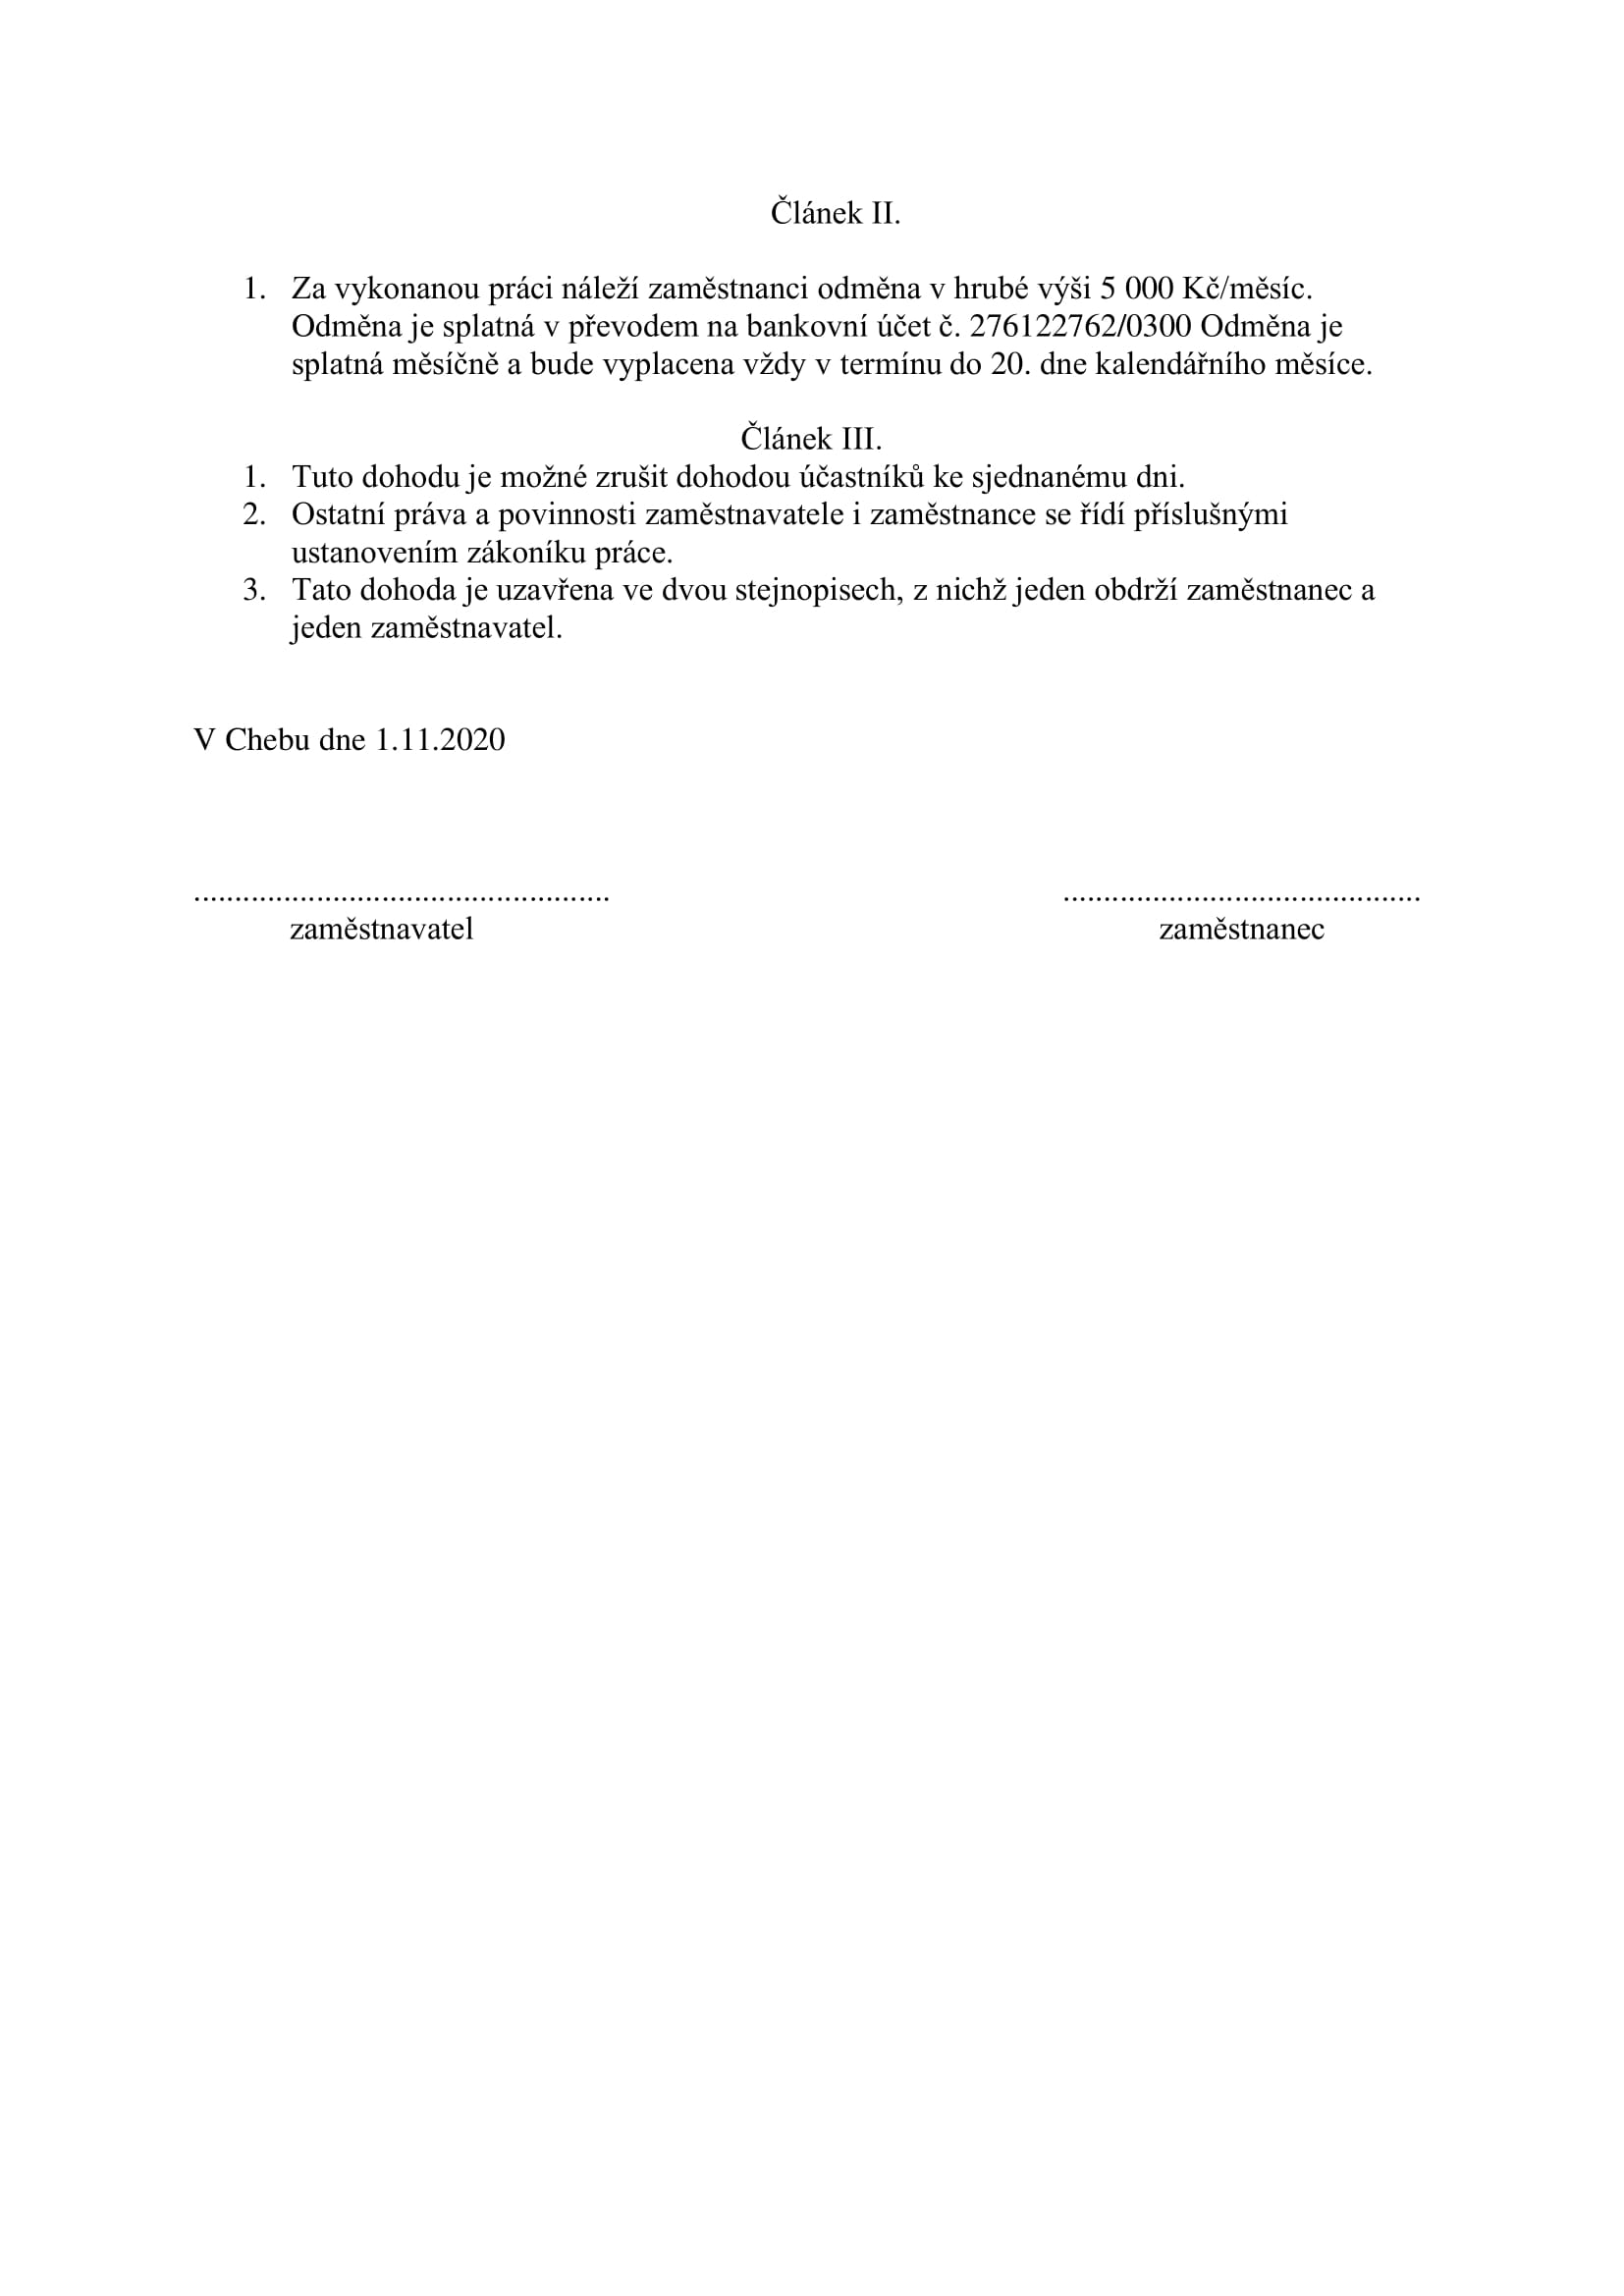 Článek II.
1. Za vykonanou práci náleží zaměstnanci odměna v hrubé výši 5 000 Kč/měsíc.
Odměna je splatná v převodem na bankovní účet č. 276122762/0300 Odměna je
splatná měsíčně a bude vyplacena vždy v termínu do 20. dne kalendářního měsíce.
Článek III.
1. Tuto dohodu je možné zrušit dohodou účastníků ke sjednanému dni.
2. Ostatní práva a povinnosti zaměstnavatele i zaměstnance se řídí příslušnými
ustanovením zákoníku práce.
3. Tato dohoda je uzavřena ve dvou stejnopisech, z nichž jeden obdrží zaměstnanec a
jeden zaměstnavatel.
V Chebu dne 1.11.2020
................................................... ............................................
zaměstnavatel zaměstnanec